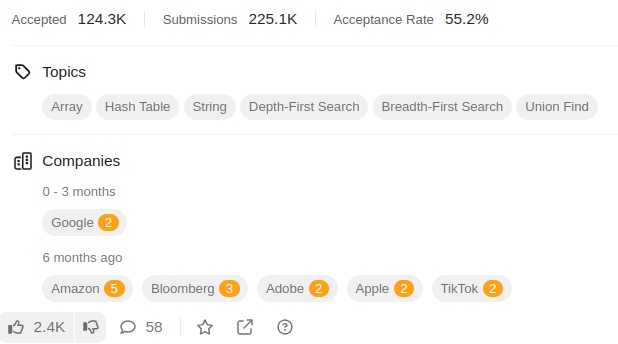 Accepted 124.3K Submissions 225.1K Acceptance Rate 55.2%
Topics
Array Hash Table String Depth-First Search Breadth-First Search Union Find
Companies
0 - 3 months
Google 2
6 months ago
Amazon 5 Bloomberg 3 Adobe 2 Apple 2 TikTok 2
2.4K 58